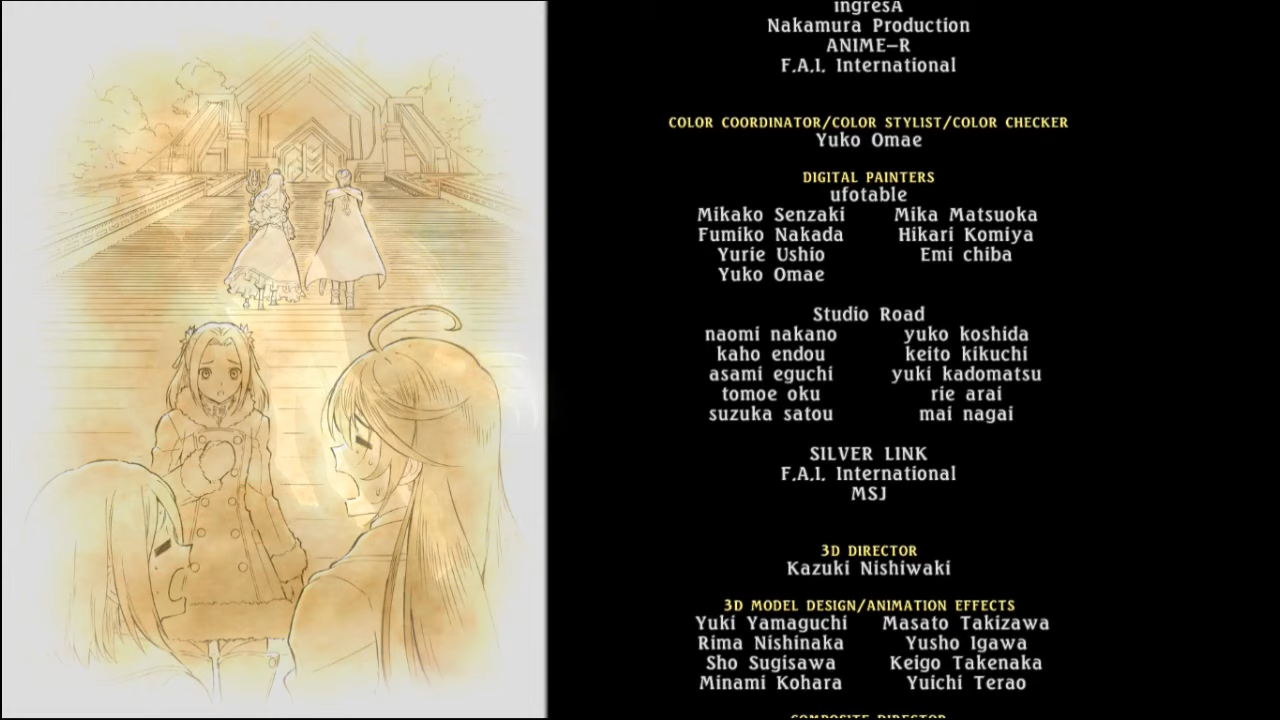 ingresA
Nakamura Production
ANIME-R
F.A.I. International
COLOR COORDINATOR/COLOR STYLIST/COLOR CHECKER
Yuko Omae
DIGITAL PAINTERS
ufotable
Mikako Senzaki Mika Matsuoka
Fumiko Nakada Hikari Komiya
Yurie Ushio Emi chiba
Yuko Omae
Studio Road
naomi nakano yuko koshida
kaho endou keito kikuchi
asami eguchi yuki kadomatsu
tomoe oku rie arai
suzuka satou mai nagai
SILVER LINK
F.A.I. International
MSJ
3D DIRECTOR
Kazuki Nishiwaki
3D MODEL DESIGN/ANIMATION EFFECTS
Yuki Yamaguchi Masato Takizawa
Rima Nishinaka Yusho Igawa
Sho Sugisawa Keigo Takenaka
Minami Kohara Yuichi Terao
COMPOSITE DIRECTOR